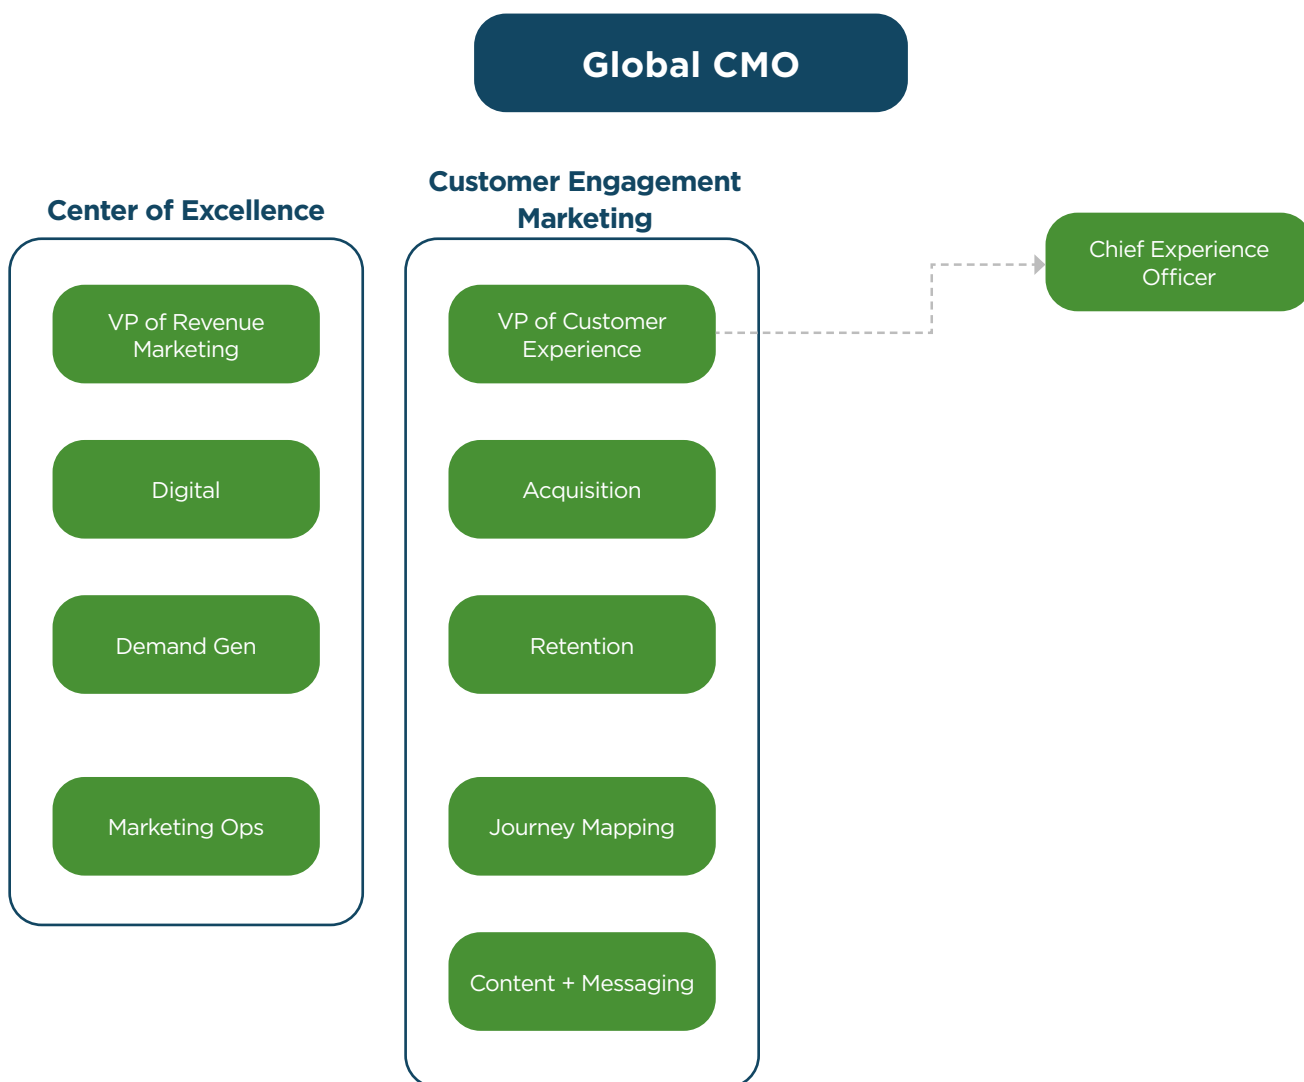 Global CMO
Center of Excellence
VP of Revenue
Marketing
Digital
Demand Gen
Marketing Ops
Customer Engagement
Marketing
VP of Customer
Experience
Acquisition
Retention
Journey Mapping
Content + Messaging
Chief Experience
Officer